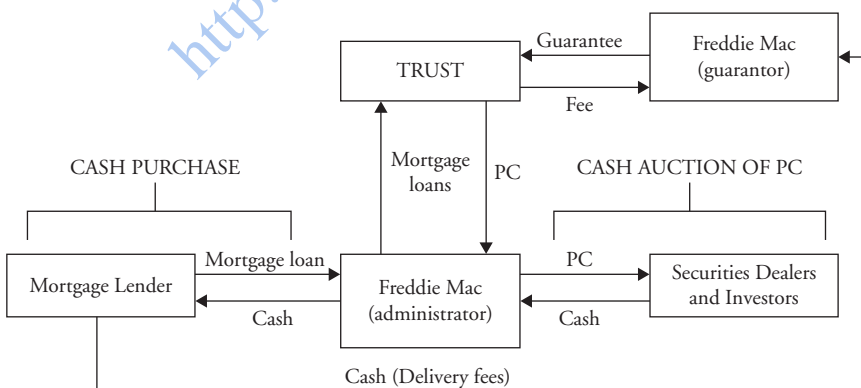 http:
Guarantee
Freddie Mac
(guarantor)
TRUST
Fee
CASH PURCHASE
Mortgage
loans
PC
CASH AUCTION OF PC
Mortgage Lender
Mortgage loan
Cash
Freddie Mac
(administrator)
PC
Cash
Securities Dealers
and Investors
Cash (Delivery fees)